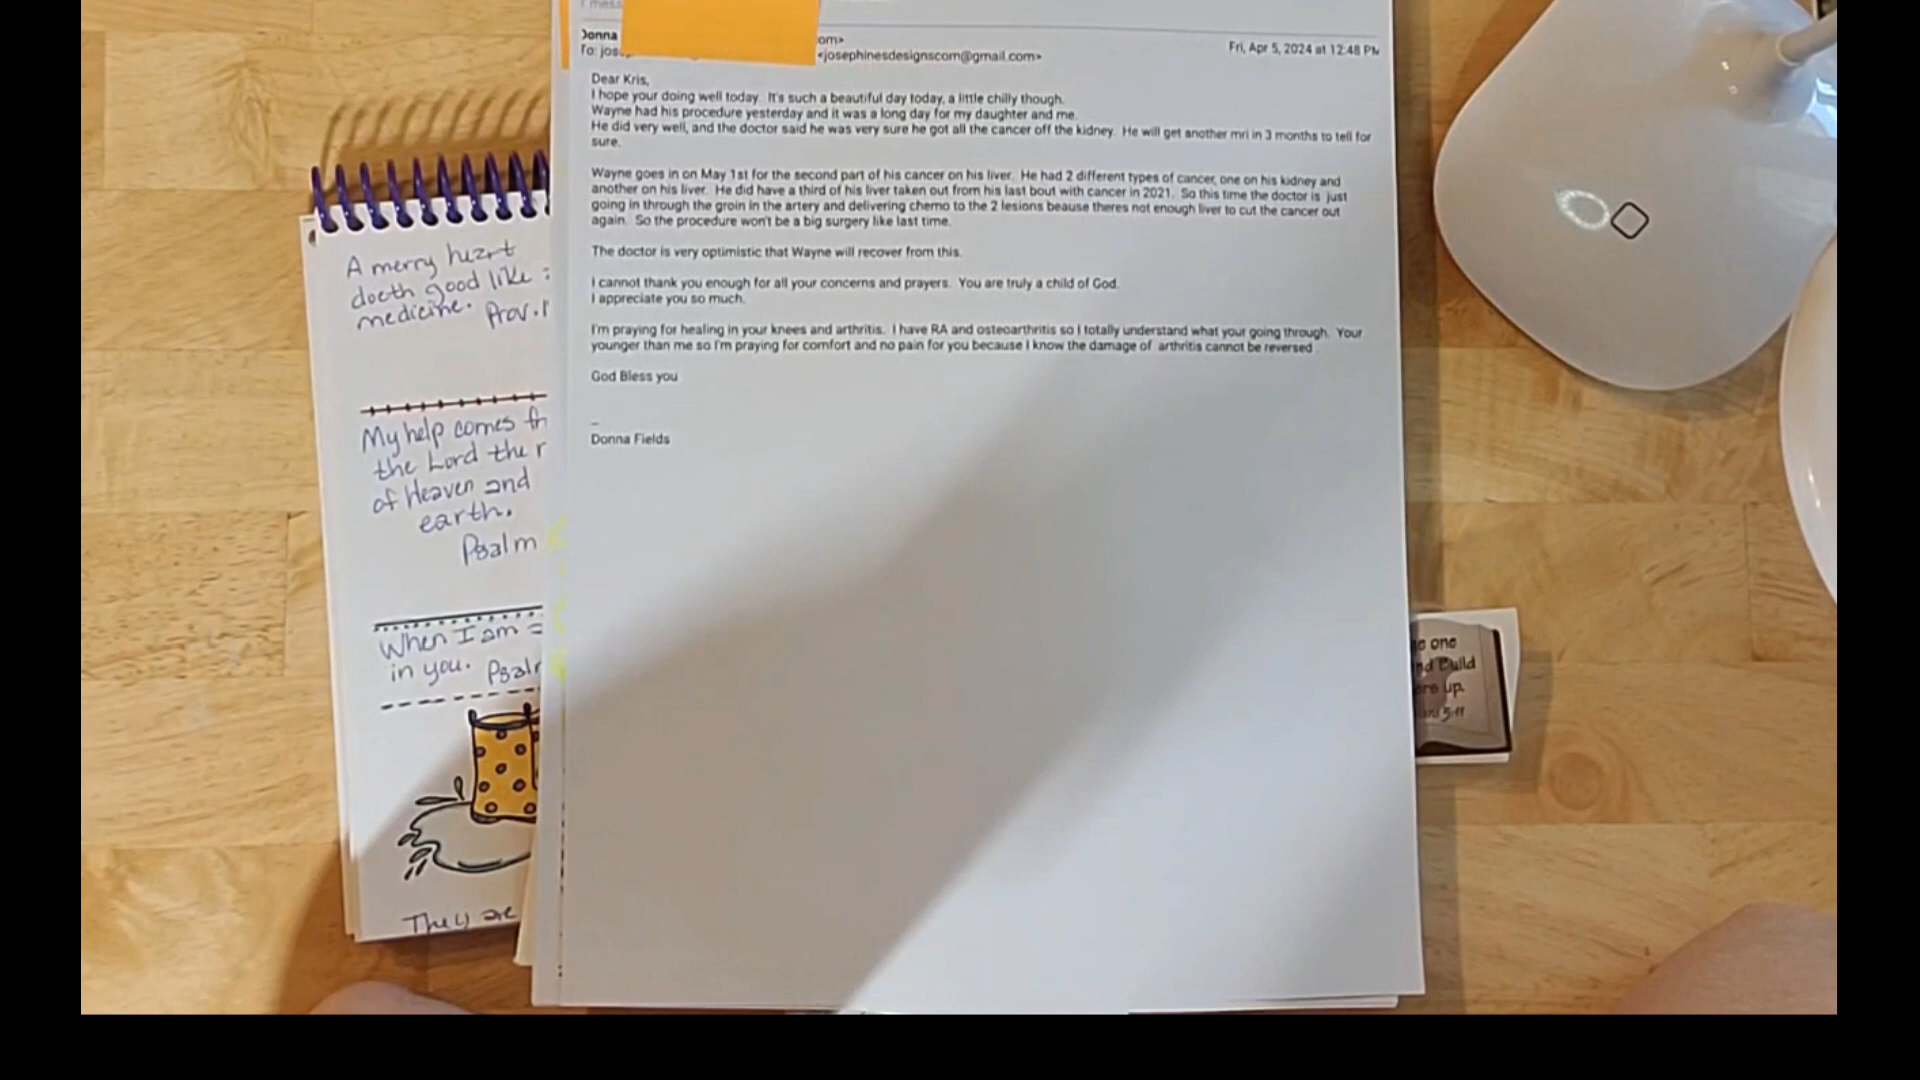 Donna
om>
To: jos
<josephinesdesignscom@gmail.com>
Fri, Apr 5, 2024 at 12:48 PM
Dear Kris,
I hope your doing well today. It's such a beautiful day today, a little chilly though.
Wayne had his procedure yesterday and it was a long day for my daughter and me.
He did very well, and the doctor said he was very sure he got all the cancer off the kidney. He will get another mri in 3 months to tell for
sure.
Wayne goes in on May 1st for the second part of his cancer on his liver. He had 2 different types of cancer, one on his kidney and
another on his liver. He did have a third of his liver taken out from his last bout with cancer in 2021. So this time the doctor is just
going in through the groin in the artery and delivering chemo to the 2 lesions beause theres not enough liver to cut the cancer out
again. So the procedure won't be a big surgery like last time.
The doctor is very optimistic that Wayne will recover from this.
I cannot thank you enough for all your concerns and prayers. You are truly a child of God.
I appreciate you so much.
I'm praying for healing in your knees and arthritis. I have RA and osteoarthritis so I totally understand what your going through. Your
younger than me so I'm praying for comfort and no pain for you because I know the damage of arthritis cannot be reversed.
God Bless you
--
Donna Fields
A merry heart
doeth good like
medicine. Prov.
My help comes
the Lord the
of Heaven and
earth.
Psalm
When I am
in you.
They are
one
nd Build
up.
5:11